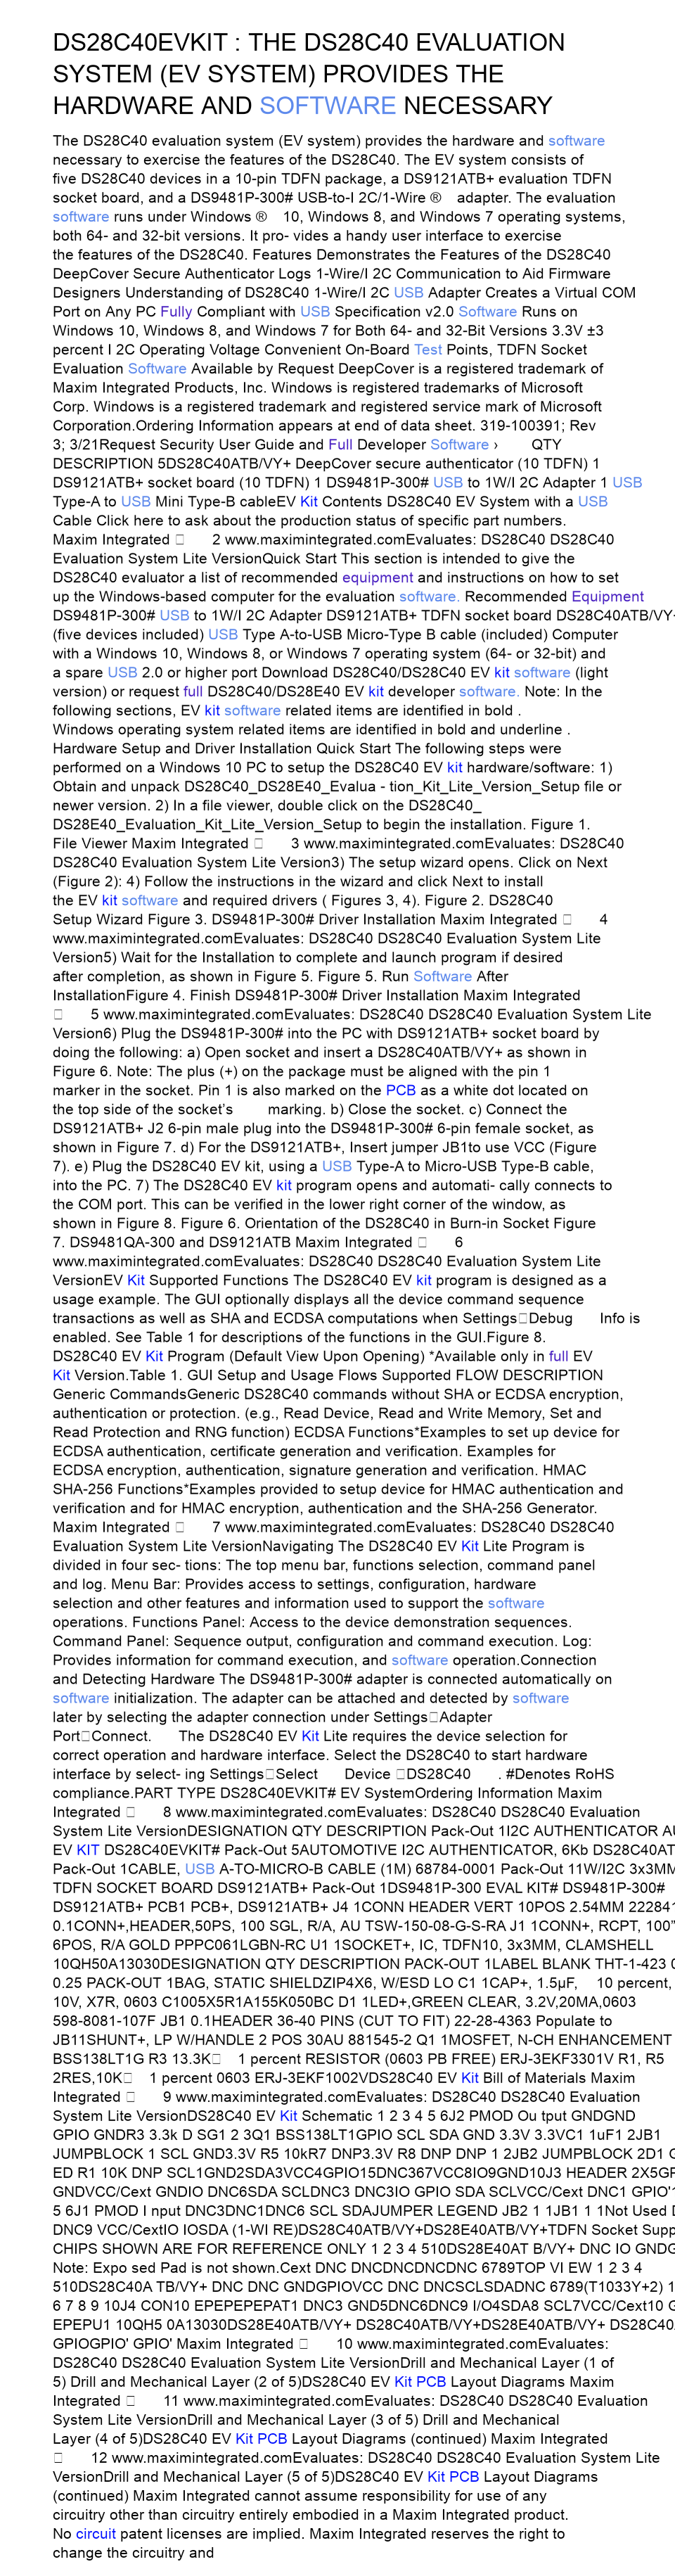 DS28C40EVKIT : THE DS28C40 EVALUATION
SYSTEM (EV SYSTEM) PROVIDES THE
HARDWARE AND SOFTWARE NECESSARY
The DS28C40 evaluation system (EV system) provides the hardware and software
necessary to exercise the features of the DS28C40. The EV system consists of
five DS28C40 devices in a 10-pin TDFN package, a DS9121ATB+ evaluation TDFN
socket board, and a DS9481P-300# USB-to-I 2C/1-Wire ® adapter. The evaluation
software runs under Windows ® 10, Windows 8, and Windows 7 operating systems,
both 64- and 32-bit versions. It pro- vides a handy user interface to exercise
the features of the DS28C40. Features Demonstrates the Features of the DS28C40
DeepCover Secure Authenticator Logs 1-Wire/I 2C Communication to Aid Firmware
Designers Understanding of DS28C40 1-Wire/I 2C USB Adapter Creates a Virtual COM
Port on Any PC Fully Compliant with USB Specification v2.0 Software Runs on
Windows 10, Windows 8, and Windows 7 for Both 64- and 32-Bit Versions 3.3V ±3
percent I 2C Operating Voltage Convenient On-Board Test Points, TDFN Socket
Evaluation Software Available by Request DeepCover is a registered trademark of
Maxim Integrated Products, Inc. Windows is registered trademarks of Microsoft
Corp. Windows is a registered trademark and registered service mark of Microsoft
Corporation.Ordering Information appears at end of data sheet. 319-100391; Rev
3; 3/21Request Security User Guide and Full Developer Software › QTY
DESCRIPTION 5DS28C40ATB/VY+ DeepCover secure authenticator (10 TDFN) 1
DS9121ATB+ socket board (10 TDFN) 1 DS9481P-300# USB to 1W/I 2C Adapter 1 USB
Type-A to USB Mini Type-B cableEV Kit Contents DS28C40 EV System with a USB
Cable Click here to ask about the production status of specific part numbers.
Maxim Integrated 2 www.maximintegrated.comEvaluates: DS28C40 DS28C40
Evaluation System Lite VersionQuick Start This section is intended to give the
DS28C40 evaluator a list of recommended equipment and instructions on how to set
up the Windows-based computer for the evaluation software. Recommended Equipment
DS9481P-300# USB to 1W/I 2C Adapter DS9121ATB+ TDFN socket board DS28C40ATB/VY+
(five devices included) USB Type A-to-USB Micro-Type B cable (included) Computer
with a Windows 10, Windows 8, or Windows 7 operating system (64- or 32-bit) and
a spare USB 2.0 or higher port Download DS28C40/DS28C40 EV kit software (light
version) or request full DS28C40/DS28E40 EV kit developer software. Note: In the
following sections, EV kit software related items are identified in bold .
Windows operating system related items are identified in bold and underline .
Hardware Setup and Driver Installation Quick Start The following steps were
performed on a Windows 10 PC to setup the DS28C40 EV kit hardware/software: 1)
Obtain and unpack DS28C40_DS28E40_Evalua - tion_Kit_Lite_Version_Setup file or
newer version. 2) In a file viewer, double click on the DS28C40_
DS28E40_Evaluation_Kit_Lite_Version_Setup to begin the installation. Figure 1.
File Viewer Maxim Integrated 3 www.maximintegrated.comEvaluates: DS28C40
DS28C40 Evaluation System Lite Version3) The setup wizard opens. Click on Next
(Figure 2): 4) Follow the instructions in the wizard and click Next to install
the EV kit software and required drivers ( Figures 3, 4). Figure 2. DS28C40
Setup Wizard Figure 3. DS9481P-300# Driver Installation Maxim Integrated 4
www.maximintegrated.comEvaluates: DS28C40 DS28C40 Evaluation System Lite
Version5) Wait for the Installation to complete and launch program if desired
after completion, as shown in Figure 5. Figure 5. Run Software After
InstallationFigure 4. Finish DS9481P-300# Driver Installation Maxim Integrated
5 www.maximintegrated.comEvaluates: DS28C40 DS28C40 Evaluation System Lite
Version6) Plug the DS9481P-300# into the PC with DS9121ATB+ socket board by
doing the following: a) Open socket and insert a DS28C40ATB/VY+ as shown in
Figure 6. Note: The plus (+) on the package must be aligned with the pin 1
marker in the socket. Pin 1 is also marked on the PCB as a white dot located on
the top side of the socket's marking. b) Close the socket. c) Connect the
DS9121ATB+ J2 6-pin male plug into the DS9481P-300# 6-pin female socket, as
shown in Figure 7. d) For the DS9121ATB+, Insert jumper JB1to use VCC (Figure
7). e) Plug the DS28C40 EV kit, using a USB Type-A to Micro-USB Type-B cable,
into the PC. 7) The DS28C40 EV kit program opens and automati- cally connects to
the COM port. This can be verified in the lower right corner of the window, as
shown in Figure 8. Figure 6. Orientation of the DS28C40 in Burn-in Socket Figure
7. DS9481QA-300 and DS9121ATB Maxim Integrated 6
www.maximintegrated.comEvaluates: DS28C40 DS28C40 Evaluation System Lite
VersionEV Kit Supported Functions The DS28C40 EV kit program is designed as a
usage example. The GUI optionally displays all the device command sequence
transactions as well as SHA and ECDSA computations when Settings Debug Info is
enabled. See Table 1 for descriptions of the functions in the GUI.Figure 8.
DS28C40 EV Kit Program (Default View Upon Opening) *Available only in full EV
Kit Version.Table 1. GUI Setup and Usage Flows Supported FLOW DESCRIPTION
Generic CommandsGeneric DS28C40 commands without SHA or ECDSA encryption,
authentication or protection. (e.g., Read Device, Read and Write Memory, Set and
Read Protection and RNG function) ECDSA Functions*Examples to set up device for
ECDSA authentication, certificate generation and verification. Examples for
ECDSA encryption, authentication, signature generation and verification. HMAC
SHA-256 Functions*Examples provided to setup device for HMAC authentication and
verification and for HMAC encryption, authentication and the SHA-256 Generator.
Maxim Integrated 7 www.maximintegrated.comEvaluates: DS28C40 DS28C40
Evaluation System Lite VersionNavigating The DS28C40 EV Kit Lite Program is
divided in four sec- tions: The top menu bar, functions selection, command panel
and log. Menu Bar: Provides access to settings, configuration, hardware
selection and other features and information used to support the software
operations. Functions Panel: Access to the device demonstration sequences.
Command Panel: Sequence output, configuration and command execution. Log:
Provides information for command execution, and software operation.Connection
and Detecting Hardware The DS9481P-300# adapter is connected automatically on
software initialization. The adapter can be attached and detected by software
later by selecting the adapter connection under Settings Adapter
Port Connect. The DS28C40 EV Kit Lite requires the device selection for
correct operation and hardware interface. Select the DS28C40 to start hardware
interface by select- ing Settings Select Device DS28C40 . #Denotes RoHS
compliance.PART TYPE DS28C40EVKIT# EV SystemOrdering Information Maxim
Integrated 8 www.maximintegrated.comEvaluates: DS28C40 DS28C40 Evaluation
System Lite VersionDESIGNATION QTY DESCRIPTION Pack-Out 1I2C AUTHENTICATOR AU
EV KIT DS28C40EVKIT# Pack-Out 5AUTOMOTIVE I2C AUTHENTICATOR, 6Kb DS28C40AT
Pack-Out 1CABLE, USB A-TO-MICRO-B CABLE (1M) 68784-0001 Pack-Out 11W/I2C 3x3MM
TDFN SOCKET BOARD DS9121ATB+ Pack-Out 1DS9481P-300 EVAL KIT# DS9481P-300#
DS9121ATB+ PCB1 PCB+, DS9121ATB+ J4 1CONN HEADER VERT 10POS 2.54MM 222841
0.1CONN+,HEADER,50PS, 100 SGL, R/A, AU TSW-150-08-G-S-RA J1 1CONN+, RCPT, 100"
6POS, R/A GOLD PPPC061LGBN-RC U1 1SOCKET+, IC, TDFN10, 3x3MM, CLAMSHELL
10QH50A13030DESIGNATION QTY DESCRIPTION PACK-OUT 1LABEL BLANK THT-1-423 0
0.25 PACK-OUT 1BAG, STATIC SHIELDZIP4X6, W/ESD LO C1 1CAP+, 1.5µF, 10 percent,
10V, X7R, 0603 C1005X5R1A155K050BC D1 1LED+,GREEN CLEAR, 3.2V,20MA,0603
598-8081-107F JB1 0.1HEADER 36-40 PINS (CUT TO FIT) 22-28-4363 Populate to
JB11SHUNT+, LP W/HANDLE 2 POS 30AU 881545-2 Q1 1MOSFET, N-CH ENHANCEMENT
BSS138LT1G R3 13.3K 1 percent RESISTOR (0603 PB FREE) ERJ-3EKF3301V R1, R5
2RES,10K 1 percent 0603 ERJ-3EKF1002VDS28C40 EV Kit Bill of Materials Maxim
Integrated 9 www.maximintegrated.comEvaluates: DS28C40 DS28C40 Evaluation
System Lite VersionDS28C40 EV Kit Schematic 1 2 3 4 5 6J2 PMOD Ou tput GNDGND
GPIO GNDR3 3.3k D SG1 2 3Q1 BSS138LT1GPIO SCL SDA GND 3.3V 3.3VC1 1uF1 2JB1
JUMPBLOCK 1 SCL GND3.3V R5 10kR7 DNP3.3V R8 DNP DNP 1 2JB2 JUMPBLOCK 2D1 G
ED R1 10K DNP SCL1GND2SDA3VCC4GPIO15DNC367VCC8IO9GND10J3 HEADER 2X5GP
GNDVCC/Cext GNDIO DNC6SDA SCLDNC3 DNC3IO GPIO SDA SCLVCC/Cext DNC1 GPIO'1
5 6J1 PMOD I nput DNC3DNC1DNC6 SCL SDAJUMPER LEGEND JB2 1 1JB1 1 1Not Used D
DNC9 VCC/CextIO IOSDA (1-WI RE)DS28C40ATB/VY+DS28E40ATB/VY+TDFN Socket Supp
CHIPS SHOWN ARE FOR REFERENCE ONLY 1 2 3 4 510DS28E40AT B/VY+ DNC IO GNDG
Note: Expo sed Pad is not shown.Cext DNC DNCDNCDNCDNC 6789TOP VI EW 1 2 3 4
510DS28C40A TB/VY+ DNC DNC GNDGPIOVCC DNC DNCSCLSDADNC 6789(T1033Y+2) 1
6 7 8 9 10J4 CON10 EPEPEPEPAT1 DNC3 GND5DNC6DNC9 I/O4SDA8 SCL7VCC/Cext10 G
EPEPU1 10QH5 0A13030DS28E40ATB/VY+ DS28C40ATB/VY+DS28E40ATB/VY+ DS28C40A
GPIOGPIO' GPIO' Maxim Integrated 10 www.maximintegrated.comEvaluates:
DS28C40 DS28C40 Evaluation System Lite VersionDrill and Mechanical Layer (1 of
5) Drill and Mechanical Layer (2 of 5)DS28C40 EV Kit PCB Layout Diagrams Maxim
Integrated 11 www.maximintegrated.comEvaluates: DS28C40 DS28C40 Evaluation
System Lite VersionDrill and Mechanical Layer (3 of 5) Drill and Mechanical
Layer (4 of 5)DS28C40 EV Kit PCB Layout Diagrams (continued) Maxim Integrated
12 www.maximintegrated.comEvaluates: DS28C40 DS28C40 Evaluation System Lite
VersionDrill and Mechanical Layer (5 of 5)DS28C40 EV Kit PCB Layout Diagrams
(continued) Maxim Integrated cannot assume responsibility for use of any
circuitry other than circuitry entirely embodied in a Maxim Integrated product.
No circuit patent licenses are implied. Maxim Integrated reserves the right to
change the circuitry and